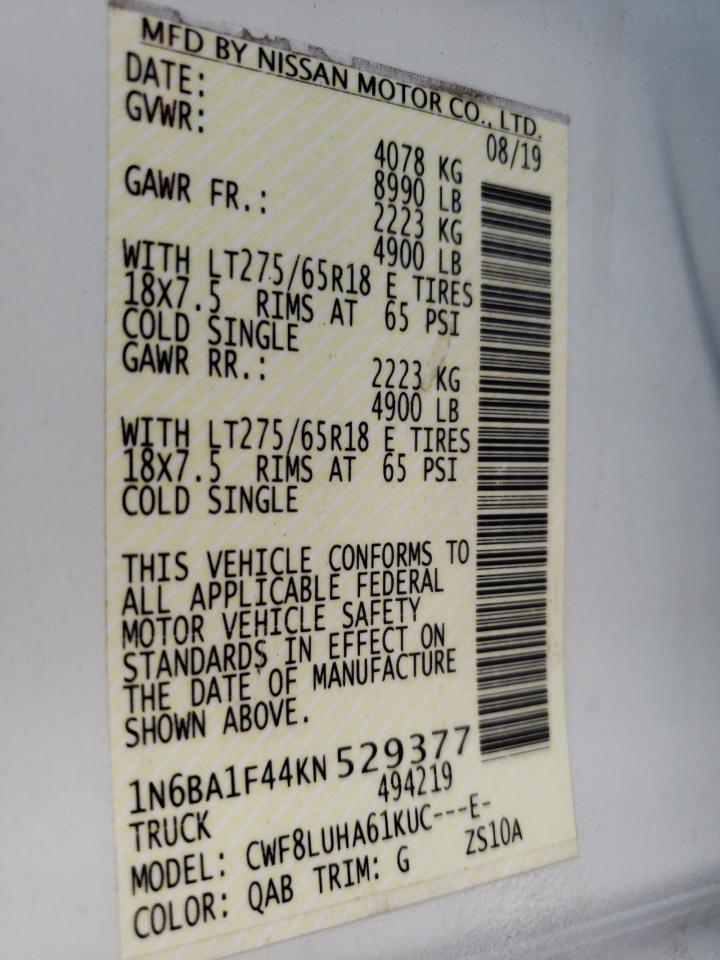 MFD BY NISSAN MOTOR CO., LTD.
DATE: 08/19
GVWR: 4078 KG
8990 LB
GAWR FR.: 2223 KG
4900 LB
WITH LT275/65R18 E TIRES
18X7.5 RIMS AT 65 PSI
COLD SINGLE
GAWR RR.: 2223 KG
4900 LB
WITH LT275/65R18 E TIRES
18X7.5 RIMS AT 65 PSI
COLD SINGLE
THIS VEHICLE CONFORMS TO
ALL APPLICABLE FEDERAL
MOTOR VEHICLE SAFETY
STANDARDS IN EFFECT ON
THE DATE OF MANUFACTURE
SHOWN ABOVE.
1N6BA1F44KN529377
TRUCK 494219
MODEL: CWF8LUHA61KUC---E-
COLOR: QAB TRIM: G ZS10A